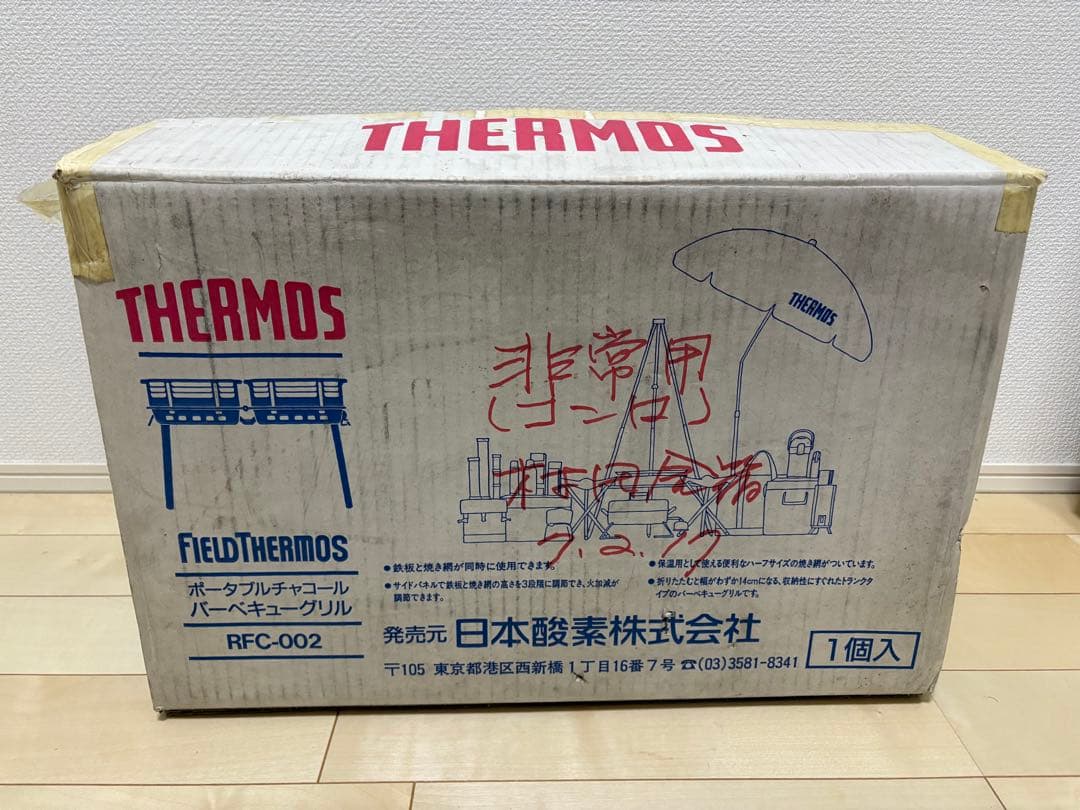 THERMOS
THERMOS
FIELDTHERMOS
ポータブルチャコール
バーベキューグリル
RFC-002
THERMOS
非常用
(コンロ)
7.2.17
●鉄板と焼き網が同時に使用できます。
●サイドパネルで鉄板と焼き網の高さを3段階に調節でき、火加減が
調節できます。
●保温用として使える便利なハーフサイズの焼き網がついています。
●折りたたむと幅がわずか14cmになる、収納性にすぐれたトランクタ
イプのバーベキューグリルです。
発売元 日本酸素株式会社
〒105 東京都港区西新橋1丁目16番7号 ☎(03)3581-8341
1個入